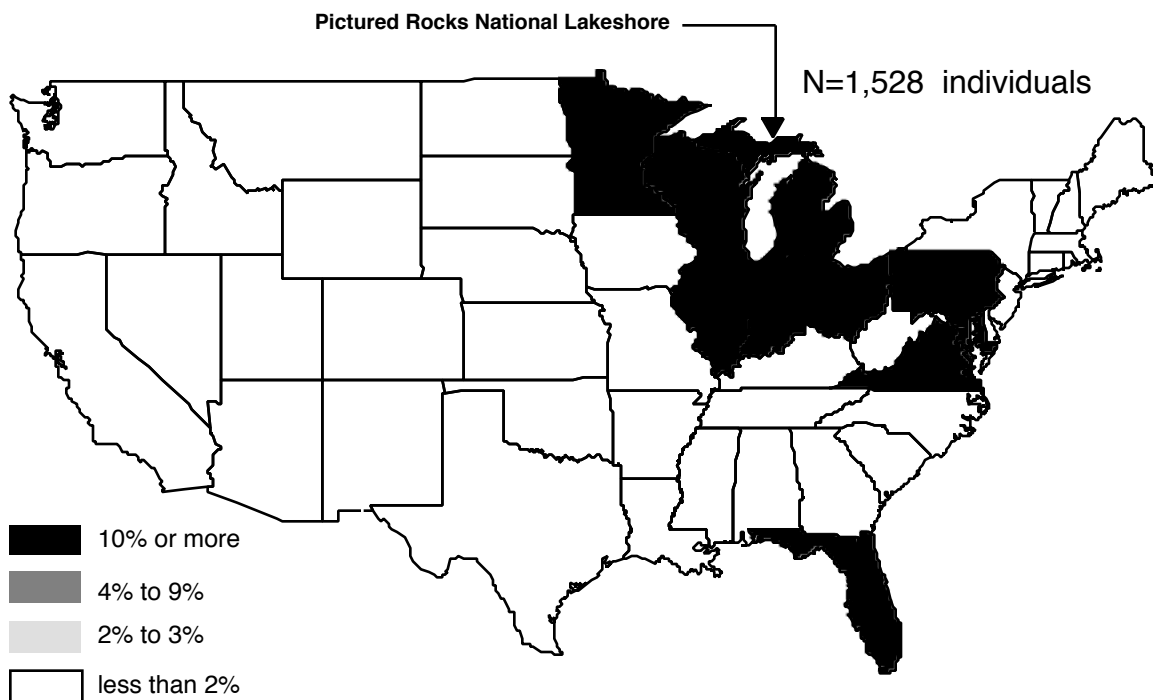 Pictured Rocks National Lakeshore
N=1,528 individuals
10% or more
4% to 9%
2% to 3%
less than 2%